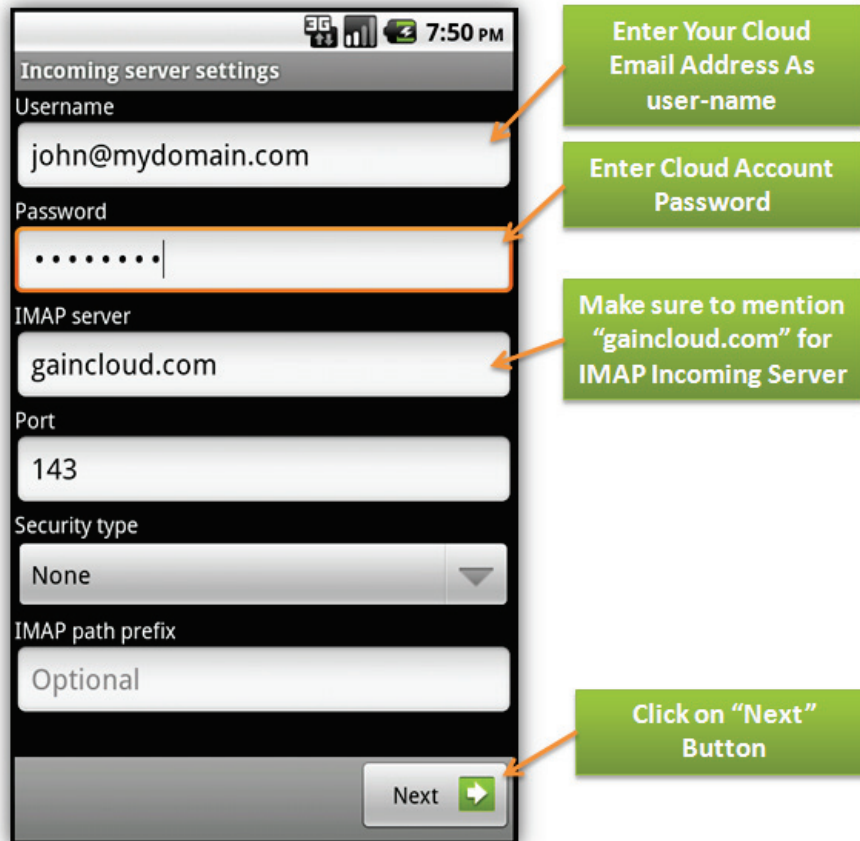 3G 7:50 PM
Incoming server settings
Username
john@mydomain.com
Password
••••••••
IMAP server
gaincloud.com
Port
143
Security type
None
IMAP path prefix
Optional
Next
Enter Your Cloud
Email Address As
user-name
Enter Cloud Account
Password
Make sure to mention
“gaincloud.com” for
IMAP Incoming Server
Click on “Next”
Button